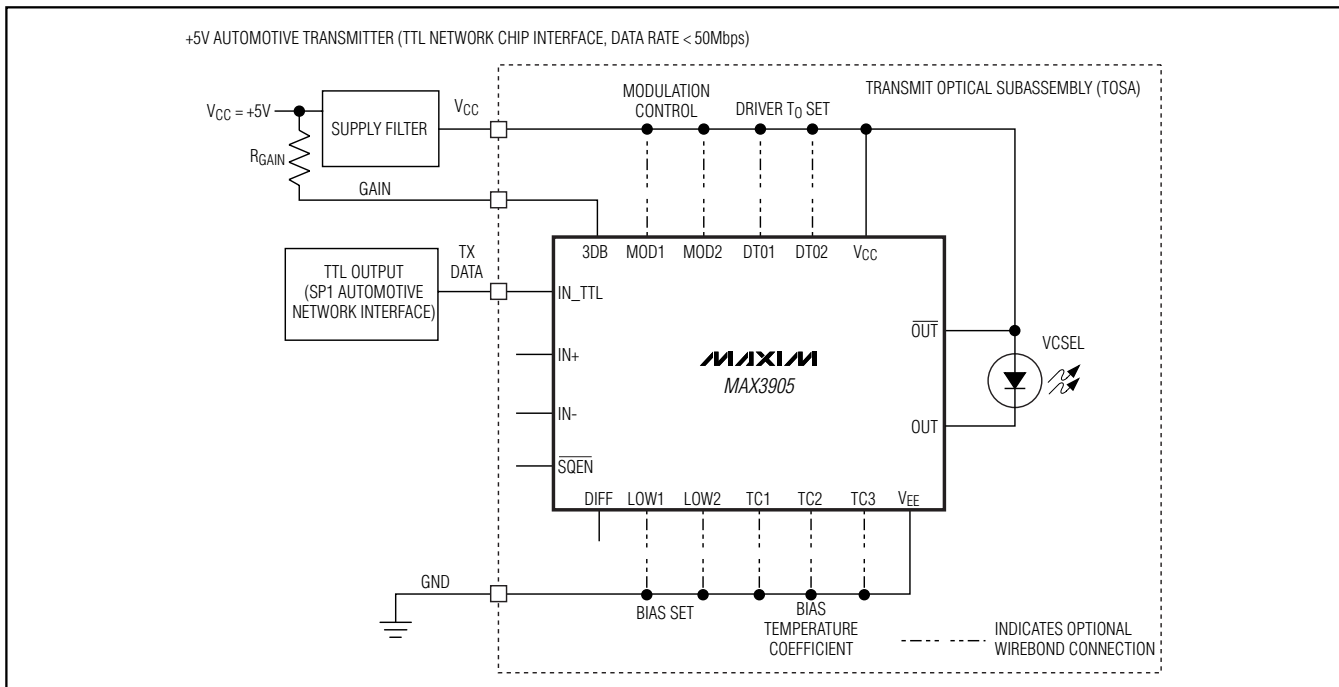 +5V AUTOMOTIVE TRANSMITTER (TTL NETWORK CHIP INTERFACE, DATA RATE < 50Mbps)
TRANSMIT OPTICAL SUBASSEMBLY (TOSA)
MODULATION
CONTROL
DRIVER T0 SET
VCC = +5V
SUPPLY FILTER
VCC
RGAIN
GAIN
3DB
MOD1
MOD2
DT01
DT02
VCC
TTL OUTPUT
(SP1 AUTOMOTIVE
NETWORK INTERFACE)
TX
DATA
IN_TTL
IN+
IN-
SQEN
MAXIM
MAX3905
OUT
OUT
VCSEL
DIFF
LOW1
LOW2
TC1
TC2
TC3
VEE
GND
BIAS SET
BIAS
TEMPERATURE
COEFFICIENT
INDICATES OPTIONAL
WIREBOND CONNECTION